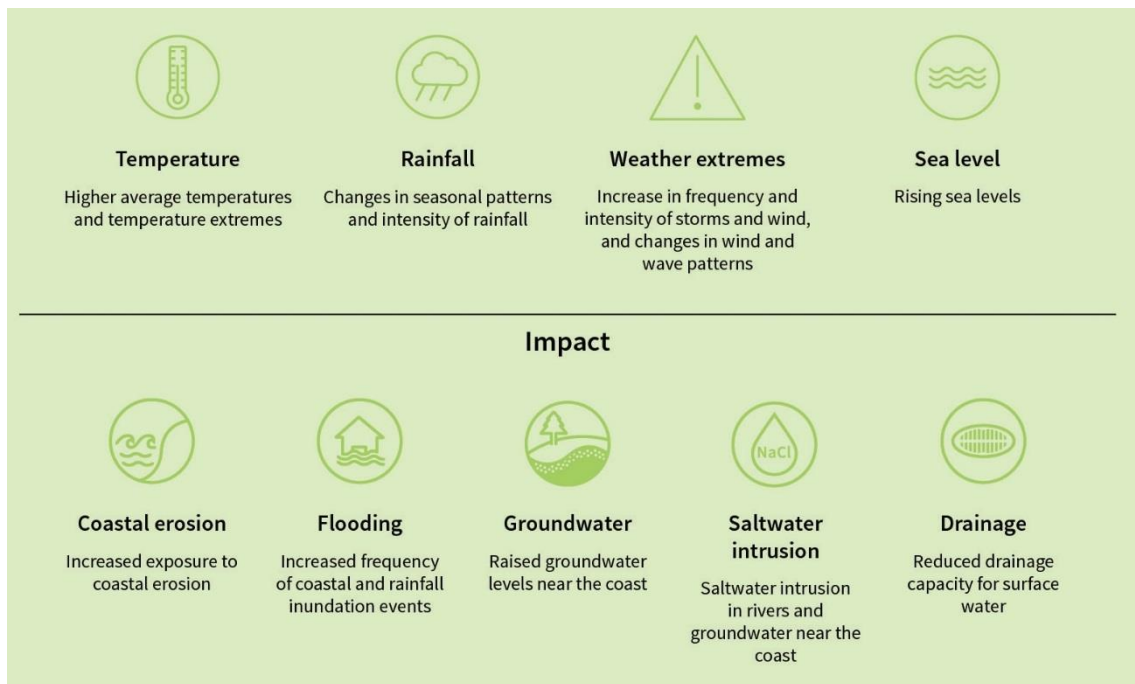 Temperature
Higher average temperatures
and temperature extremes
Rainfall
Changes in seasonal patterns
and intensity of rainfall
Weather extremes
Increase in frequency and
intensity of storms and wind,
and changes in wind and
wave patterns
Sea level
Rising sea levels
Impact
Coastal erosion
Increased exposure to
coastal erosion
Flooding
Increased frequency
of coastal and rainfall
inundation events
Groundwater
Raised groundwater
levels near the coast
NaCl
Saltwater
intrusion
Saltwater intrusion
in rivers and
groundwater near the
coast
Drainage
Reduced drainage
capacity for surface
water